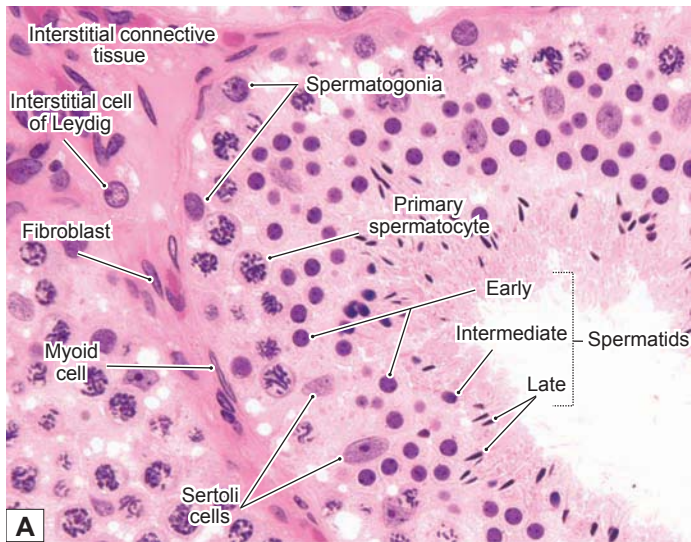 Interstitial connective
tissue
Spermatogonia
Interstitial cell
of Leydig
Primary
spermatocyte
Fibroblast
Early
Intermediate
Spermatids
Myoid
cell
Late
Sertoli
cells
A